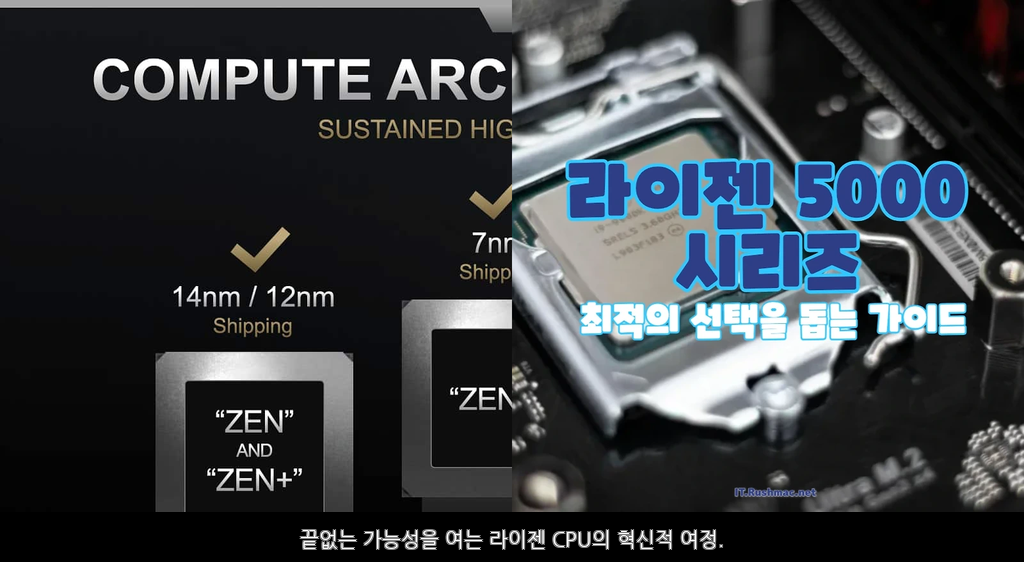 COMPUTE ARC
SUSTAINED HIG
14nm / 12nm
Shipping
7nm
Shipp
“ZEN”
AND
“ZEN+”
“ZEN
라이젠 5000
시리즈
최적의 선택을 돕는 가이드
IT.Rushmac.net
끝없는 가능성을 여는 라이젠 CPU의 혁신적 여정.